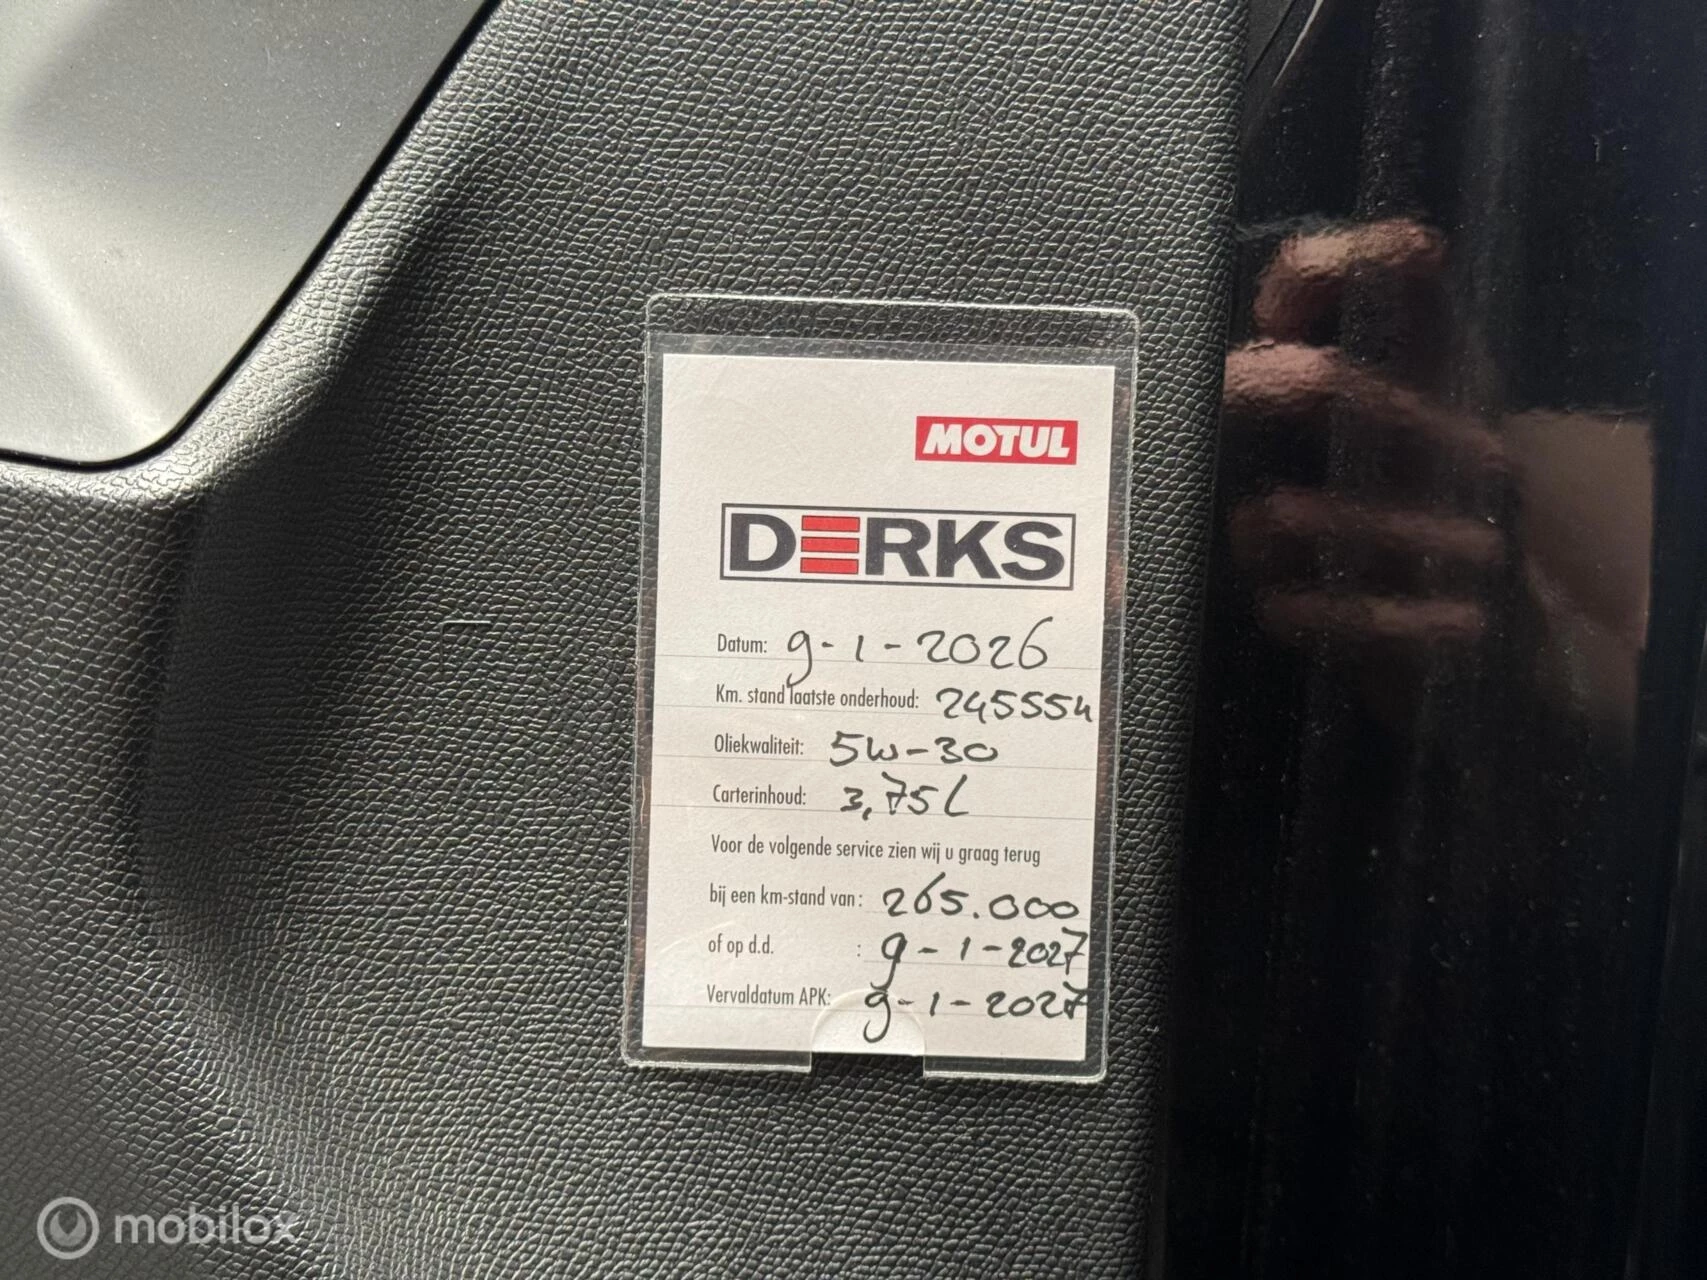 MOTUL
DERKS
Datum: 9-1-2026
Km. stand laatste onderhoud: 245554
Oliekwaliteit: 5W-30
Carterinhoud: 3,75L
Voor de volgende service zien wij u graag terug
bij een km-stand van: 265.000
of op d.d. : 9-1-2027
Vervaldatum APK: 9-1-2027
mobilox